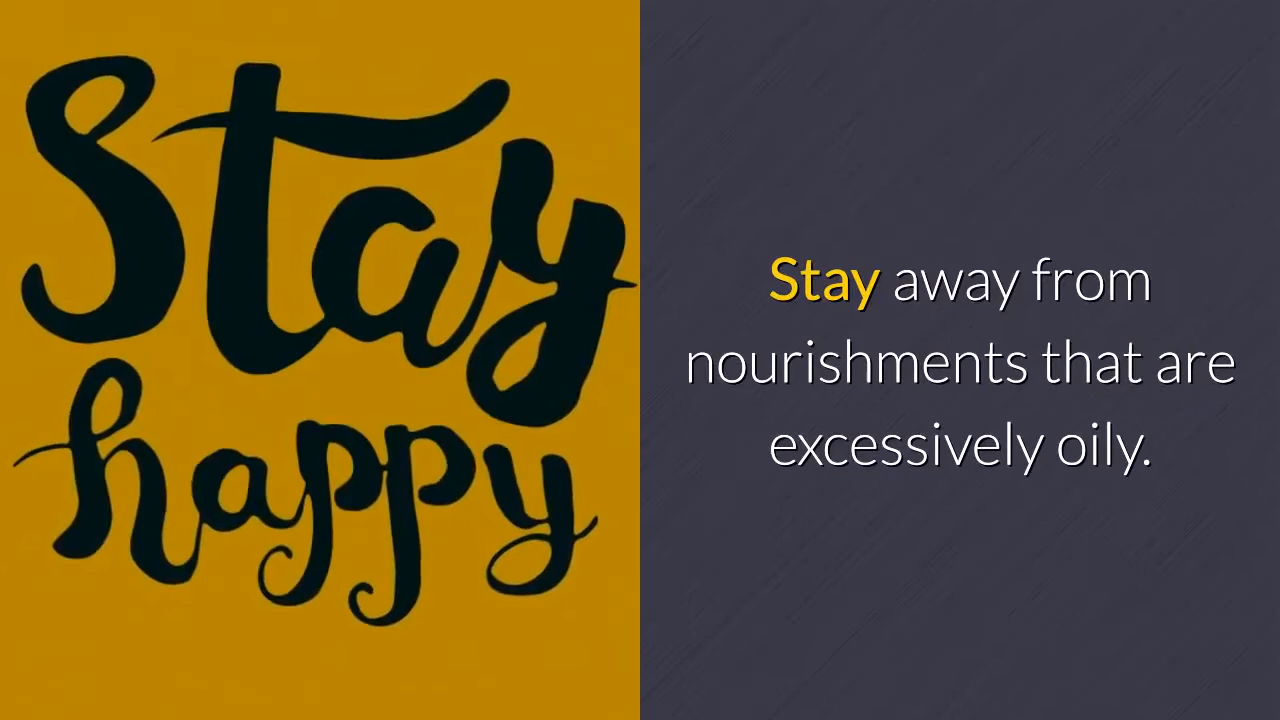 Stay
happy
Stay away from
nourishments that are
excessively oily.